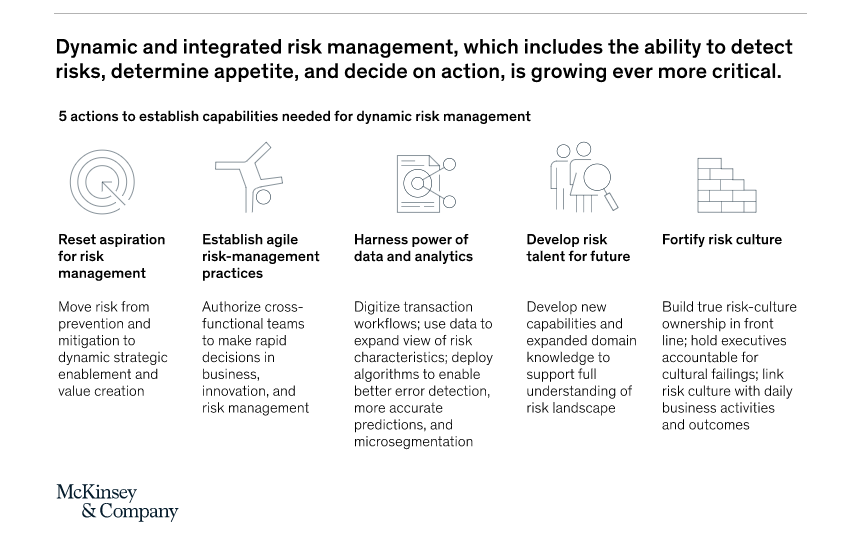 Dynamic and integrated risk management, which includes the ability to detect
risks, determine appetite, and decide on action, is growing ever more critical.
5 actions to establish capabilities needed for dynamic risk management
Reset aspiration
for risk
management
Move risk from
prevention and
mitigation to
dynamic strategic
enablement and
value creation
Establish agile
risk-management
practices
Authorize cross-
functional teams
to make rapid
decisions in
business,
innovation, and
risk management
Harness power of
data and analytics
Digitize transaction
workflows; use data to
expand view of risk
characteristics; deploy
algorithms to enable
better error detection,
more accurate
predictions, and
microsegmentation
Develop risk
talent for future
Develop new
capabilities and
expanded domain
knowledge to
support full
understanding of
risk landscape
Fortify risk culture
Build true risk-culture
ownership in front
line; hold executives
accountable for
cultural failings; link
risk culture with daily
business activities
and outcomes
McKinsey
& Company